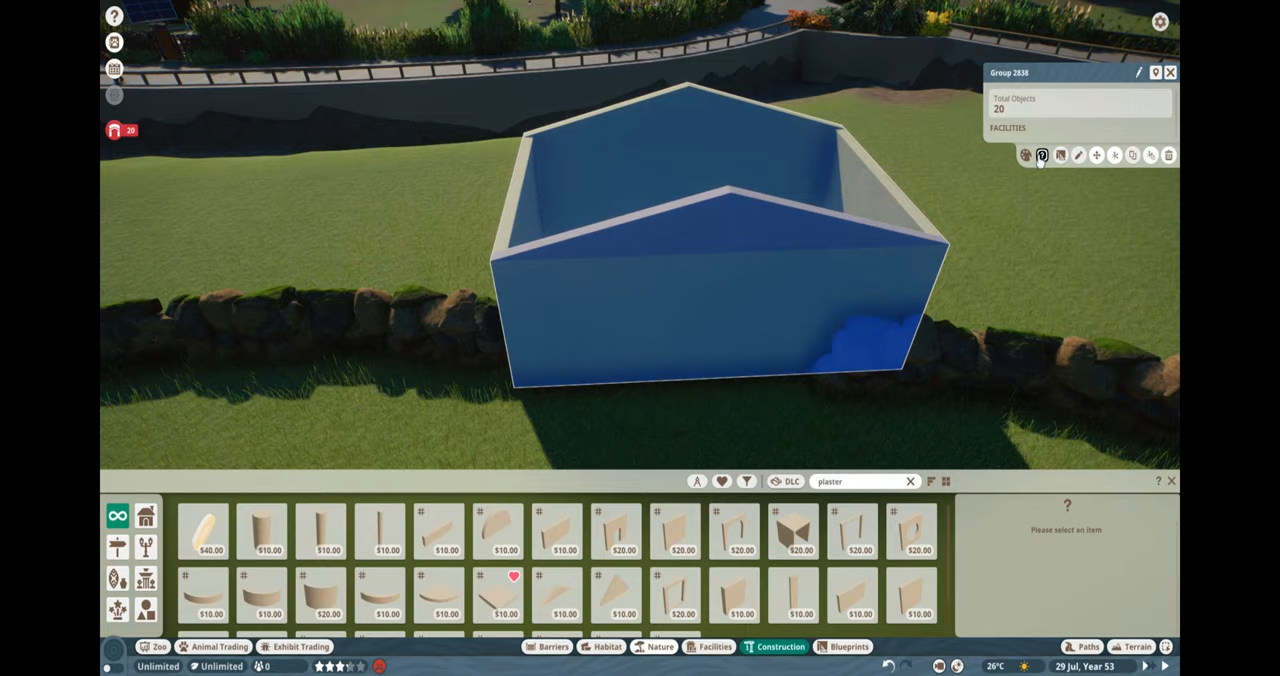 ?
20
Group 2838
Total Objects
20
FACILITIES
DLC
plaster
?
$40.00 $10.00 $10.00 $10.00 $10.00 $10.00 $10.00 $20.00 $20.00 $20.00 $20.00 $20.00 $20.00
?
Please select an item
$10.00 $10.00 $20.00 $10.00 $10.00 $10.00 $10.00 $10.00 $20.00 $10.00 $10.00 $10.00 $10.00
Zoo Animal Trading Exhibit Trading Barriers Habitat Nature Facilities Construction Blueprints Paths Terrain
Unlimited Unlimited 0 26°C 29 Jul, Year 53